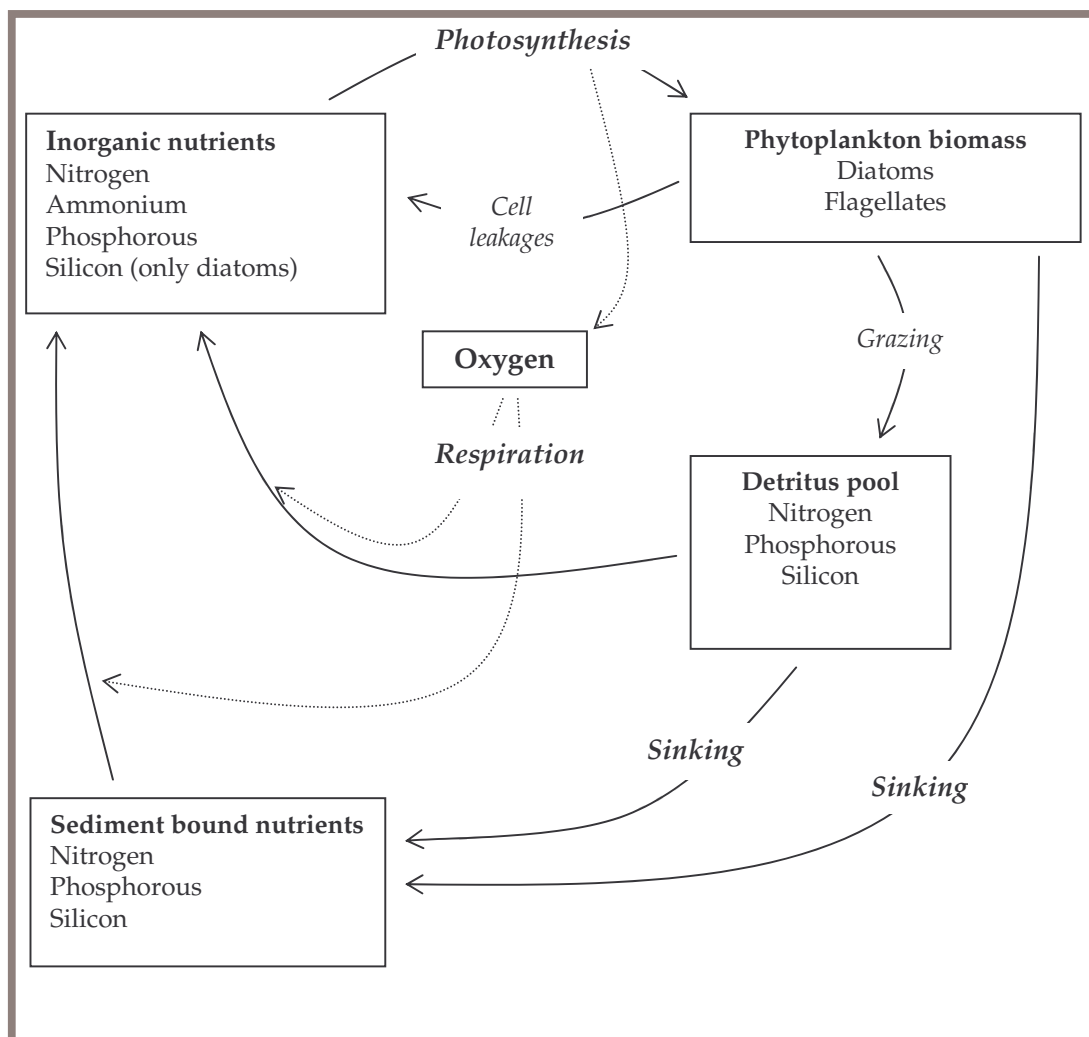 Photosynthesis
Inorganic nutrients
Nitrogen
Ammonium
Phosphorous
Silicon (only diatoms)
Phytoplankton biomass
Diatoms
Flagellates
Cell
leakages
Oxygen
Grazing
Respiration
Detritus pool
Nitrogen
Phosphorous
Silicon
Sinking
Sinking
Sediment bound nutrients
Nitrogen
Phosphorous
Silicon